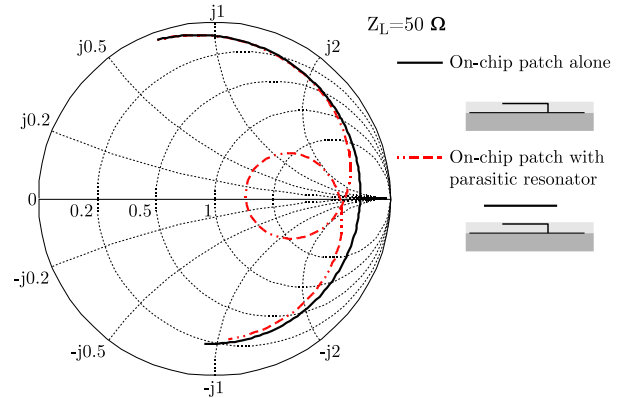 j1
Z_L=50 Ω
j0.5
j2
On-chip patch alone
j0.2
On-chip patch with
parasitic resonator
0
0.2
0.5
1
-j0.2
-j0.5
-j2
-j1